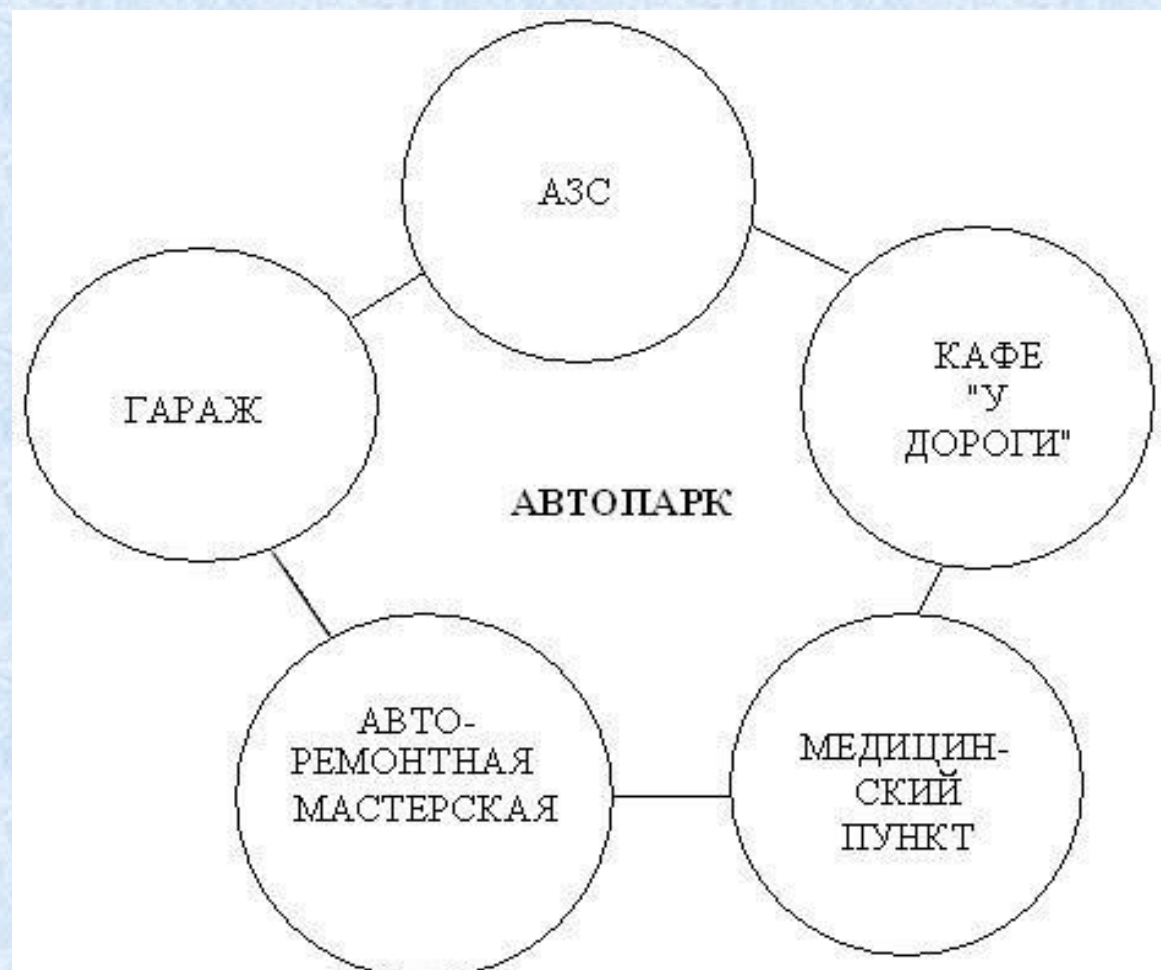 АЗС
КАФЕ
"У
ДОРОГИ"
ГАРАЖ
АВТОПАРК
АВТО-
РЕМОНТНАЯ
МАСТЕРСКАЯ
МЕДИЦИН-
СКИЙ
ПУНКТ